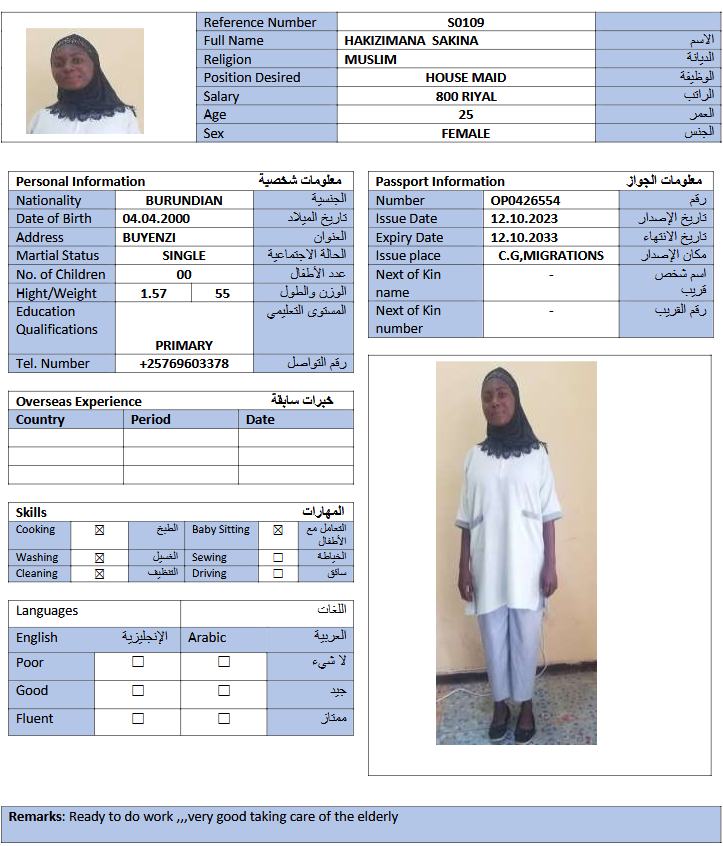 Reference Number S0109
Full Name HAKIZIMANA SAKINA الاسم
Religion MUSLIM الديانة
Position Desired HOUSE MAID الوظيفة
Salary 800 RIYAL الراتب
Age 25 العمر
Sex FEMALE الجنس
Personal Information معلومات شخصية
Nationality BURUNDIAN الجنسية
Date of Birth 04.04.2000 تاريخ الميلاد
Address BUYENZI العنوان
Martial Status SINGLE الحالة الاجتماعية
No. of Children 00 عدد الأطفال
Hight/Weight 1.57 55 الوزن والطول
Education Qualifications PRIMARY المستوى التعليمي
Tel. Number +25769603378 رقم التواصل
Passport Information معلومات الجواز
Number OP0426554 رقم
Issue Date 12.10.2023 تاريخ الإصدار
Expiry Date 12.10.2033 تاريخ الانتهاء
Issue place C.G,MIGRATIONS مكان الإصدار
Next of Kin name - اسم شخص قريب
Next of Kin number - رقم القريب
Overseas Experience خبرات سابقة
Country Period Date
Skills المهارات
Cooking ☒ الطبخ Baby Sitting ☒ التعامل مع الأطفال
Washing ☒ الغسيل Sewing ☐ الخياطة
Cleaning ☒ التنظيف Driving ☐ سائق
Languages اللغات
English الإنجليزية Arabic العربية
Poor ☐ ☐ لا شيء
Good ☐ ☐ جيد
Fluent ☐ ☐ ممتاز
Remarks: Ready to do work ,,,very good taking care of the elderly